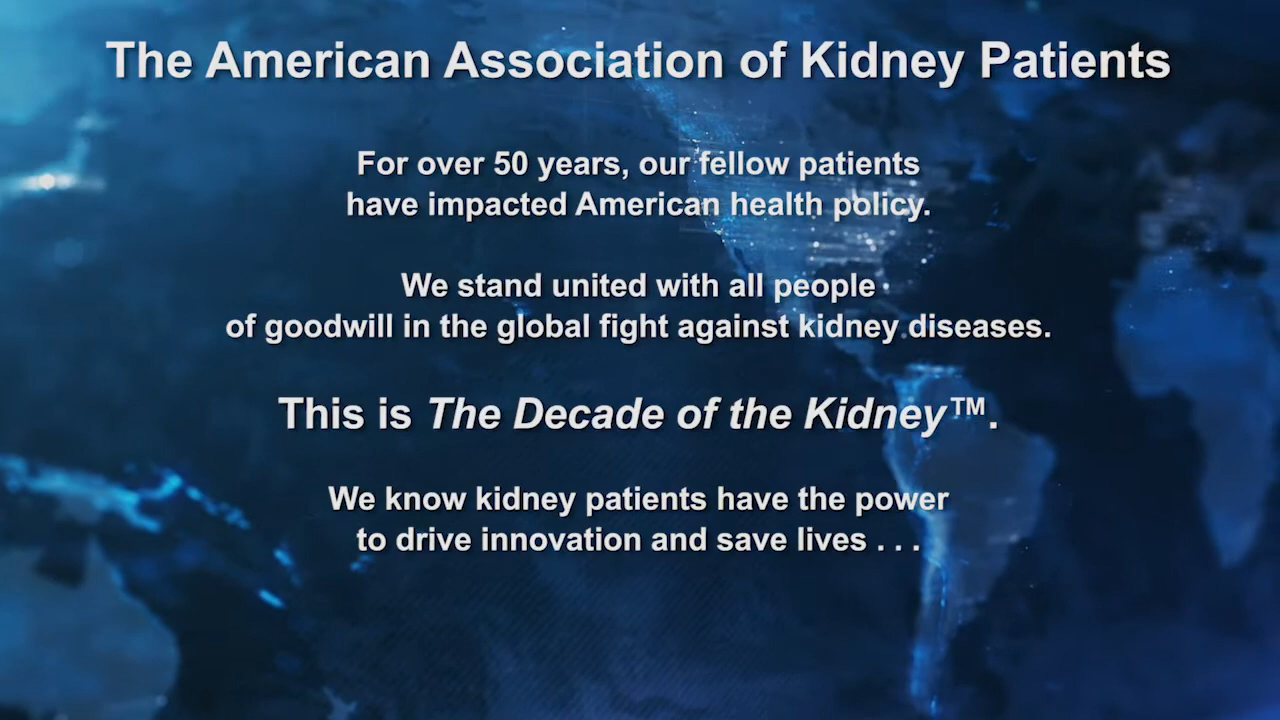 The American Association of Kidney Patients
For over 50 years, our fellow patients
have impacted American health policy.
We stand united with all people
of goodwill in the global fight against kidney diseases.
This is The Decade of the Kidney™.
We know kidney patients have the power
to drive innovation and save lives . . .